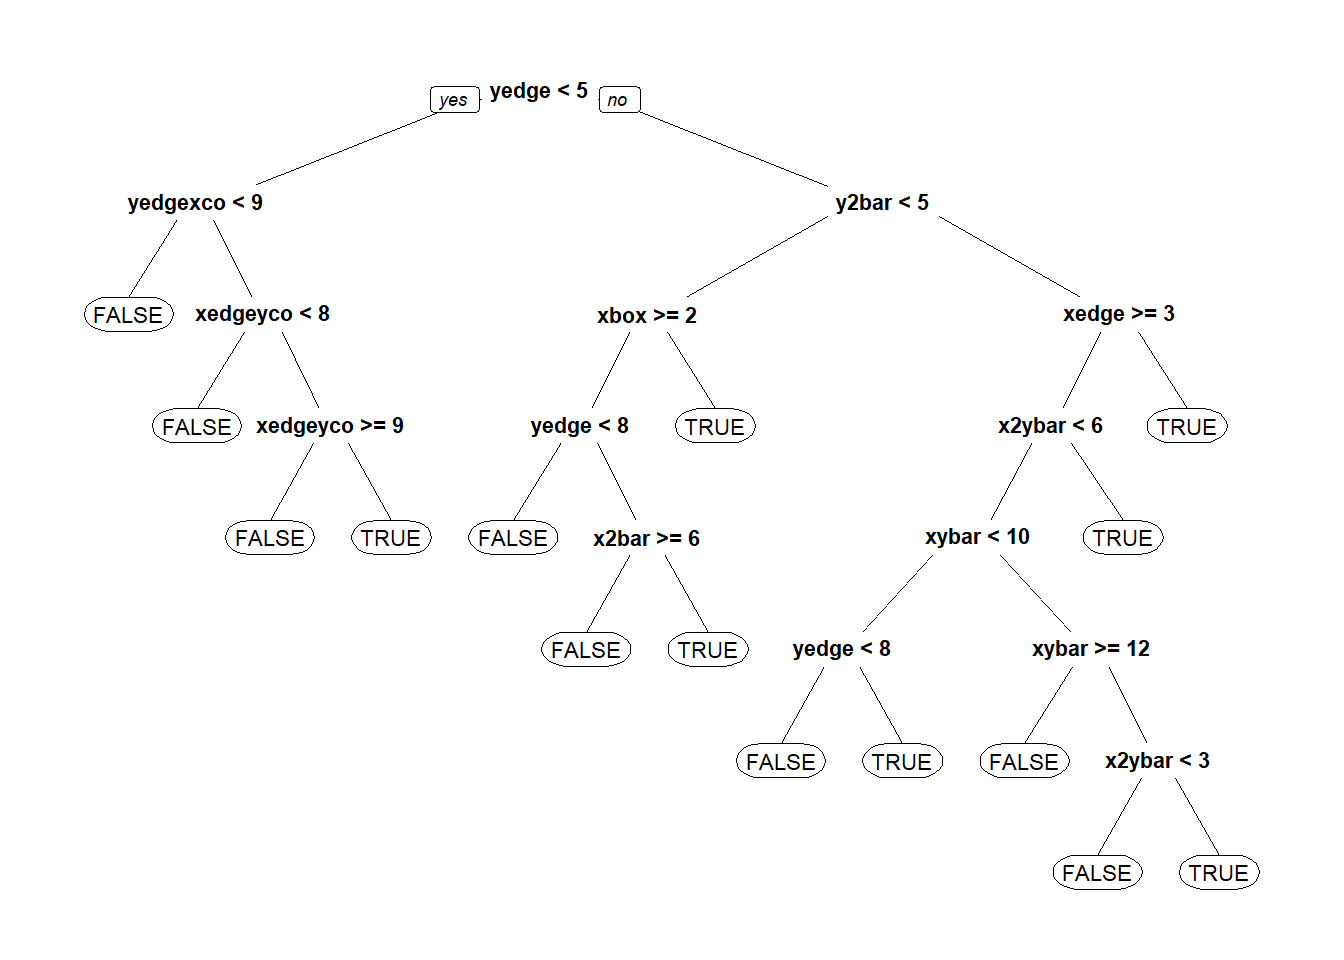 yes yedge < 5 no
yedgexco < 9 y2bar < 5
FALSE xedgeyco < 8 xbox >= 2 xedge >= 3
FALSE xedgeyco >= 9 yedge < 8 TRUE x2ybar < 6 TRUE
FALSE TRUE FALSE x2bar >= 6 xybar < 10 TRUE
FALSE TRUE yedge < 8 xybar >= 12
FALSE TRUE FALSE x2ybar < 3
FALSE TRUE